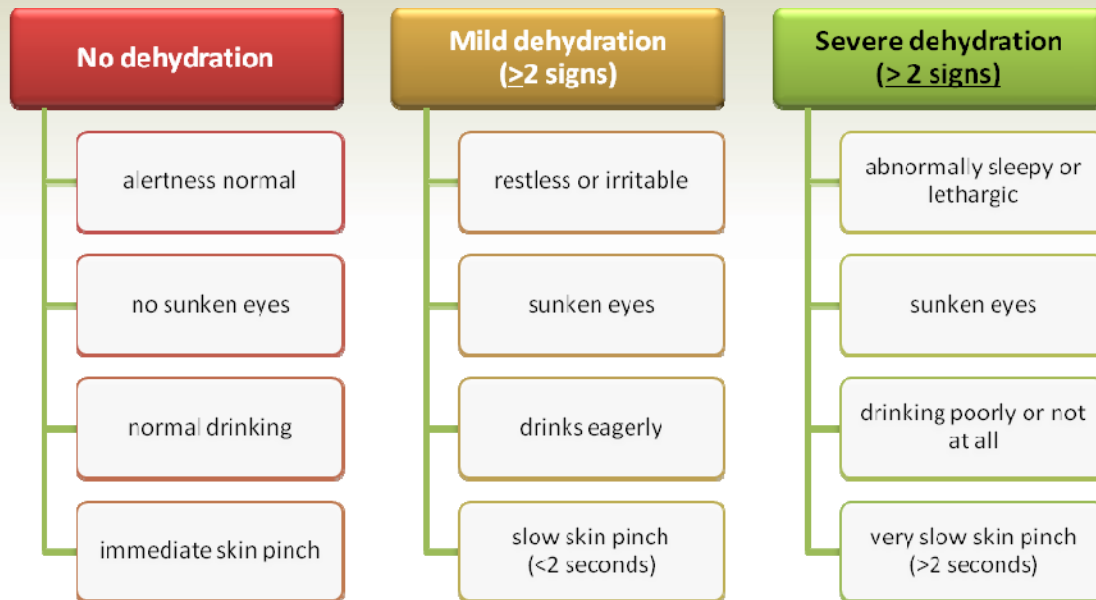 No dehydration
alertness normal
no sunken eyes
normal drinking
immediate skin pinch
Mild dehydration
(≥2 signs)
restless or irritable
sunken eyes
drinks eagerly
slow skin pinch
(<2 seconds)
Severe dehydration
(≥ 2 signs)
abnormally sleepy or
lethargic
sunken eyes
drinking poorly or not
at all
very slow skin pinch
(>2 seconds)